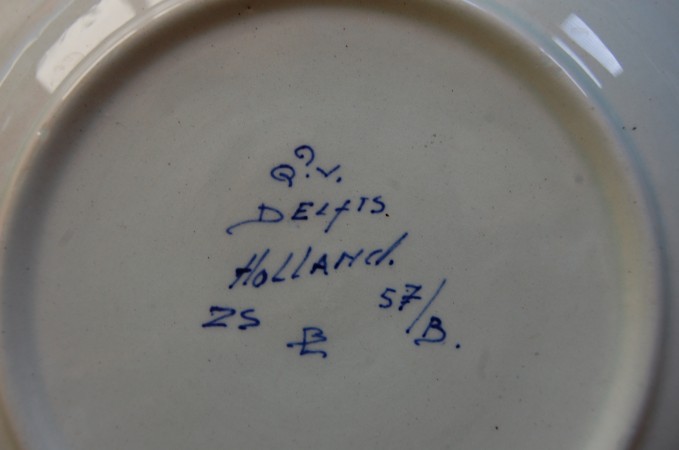 DELFTS.
HOLLANd.
ZS 57/B.